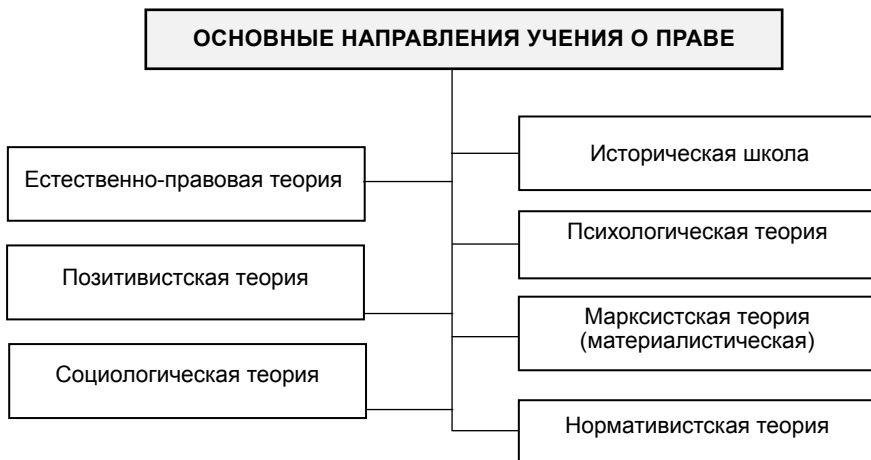 ОСНОВНЫЕ НАПРАВЛЕНИЯ УЧЕНИЯ О ПРАВЕ
Естественно-правовая теория
Позитивистская теория
Социологическая теория
Историческая школа
Психологическая теория
Марксистская теория
(материалистическая)
Нормативистская теория